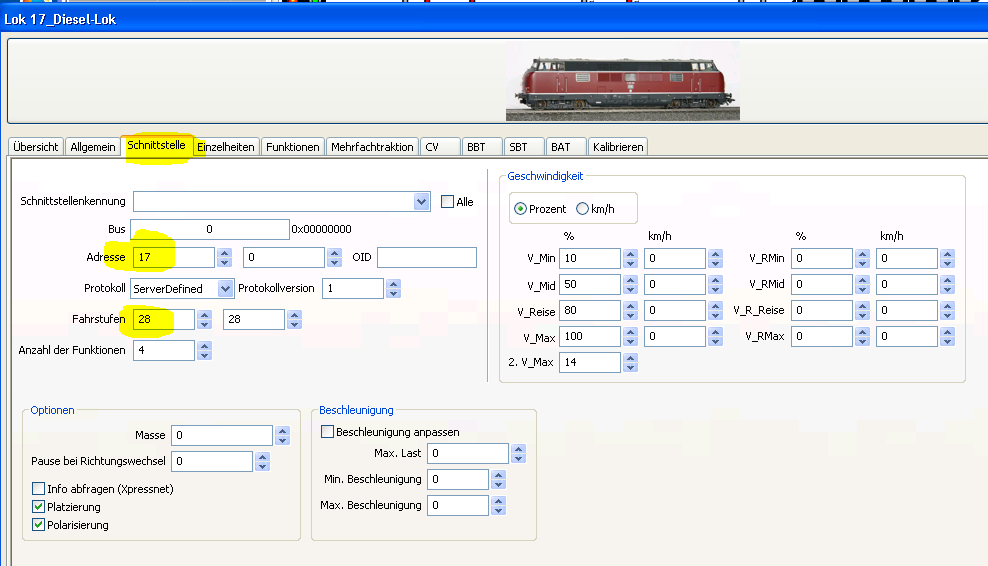 Lok 17_Diesel-Lok
Übersicht Allgemein Schnittstelle Einzelheiten Funktionen Mehrfachtraktion CV BBT SBT BAT Kalibrieren
Schnittstellenkennung Alle
Bus 0 0x00000000
Adresse 17 0 OID
Protokoll ServerDefined Protokollversion 1
Fahrstufen 28 28
Anzahl der Funktionen 4
Geschwindigkeit
Prozent km/h
% km/h % km/h
V_Min 10 0 V_RMin 0 0
V_Mid 50 0 V_RMid 0 0
V_Reise 80 0 V_R_Reise 0 0
V_Max 100 0 V_RMax 0 0
2. V_Max 14
Optionen
Masse 0
Pause bei Richtungswechsel 0
Info abfragen (Xpressnet)
Platzierung
Polarisierung
Beschleunigung
Beschleunigung anpassen
Max. Last 0
Min. Beschleunigung 0
Max. Beschleunigung 0